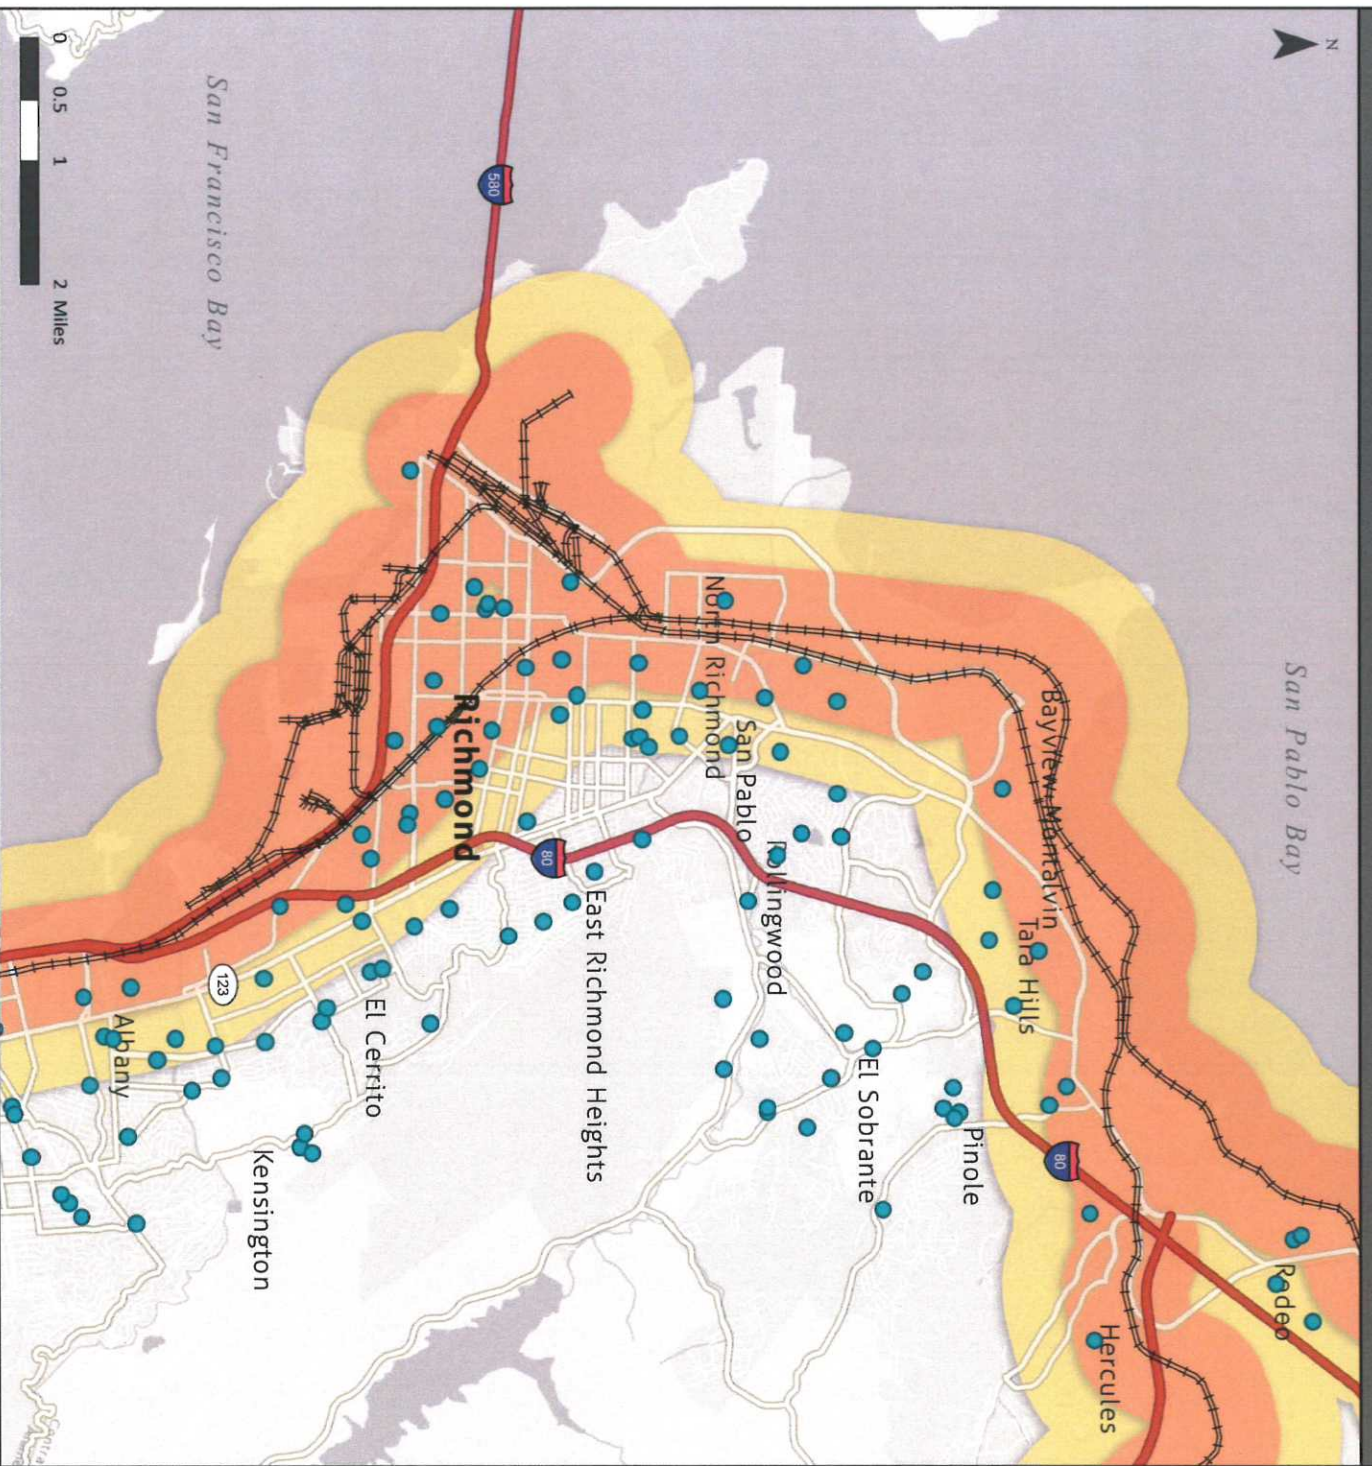 N
San Pablo Bay
Rodeo
Hercules
Bayview-Montalvin
Tara Hills
80
Pinole
El Sobrante
Rollingwood
San Pablo
North Richmond
East Richmond Heights
80
580
Richmond
El Cerrito
Kensington
123
San Francisco Bay
Albany
0 0.5 1 2 Miles